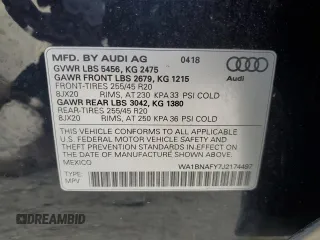 MFD. BY AUDI AG 0418
GVWR LBS 5456, KG 2475
GAWR FRONT LBS 2679, KG 1215
FRONT-TIRES 255/45 R20
8JX20 RIMS, AT 230 KPA 33 PSI COLD
GAWR REAR LBS 3042, KG 1380
REAR-TIRES 255/45 R20
8JX20 RIMS, AT 250 KPA 36 PSI COLD
Audi
THIS VEHICLE CONFORMS TO ALL APPLICABLE
U.S. FEDERAL MOTOR VEHICLE SAFETY AND
THEFT PREVENTION STANDARDS IN EFFECT ON
THE DATE OF MANUFACTURE SHOWN ABOVE.
MEXICO
WA1BNAFY7J2174497
TYPE:
MPV